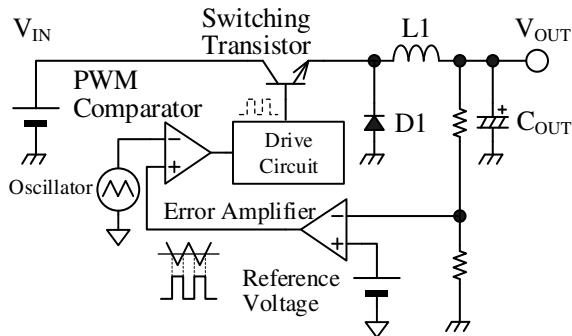 Switching
Transistor
V_IN
L1
V_OUT
PWM
Comparator
D1
C_OUT
+
−
+
Drive
Circuit
Oscillator
Error Amplifier
−
+
Reference
Voltage